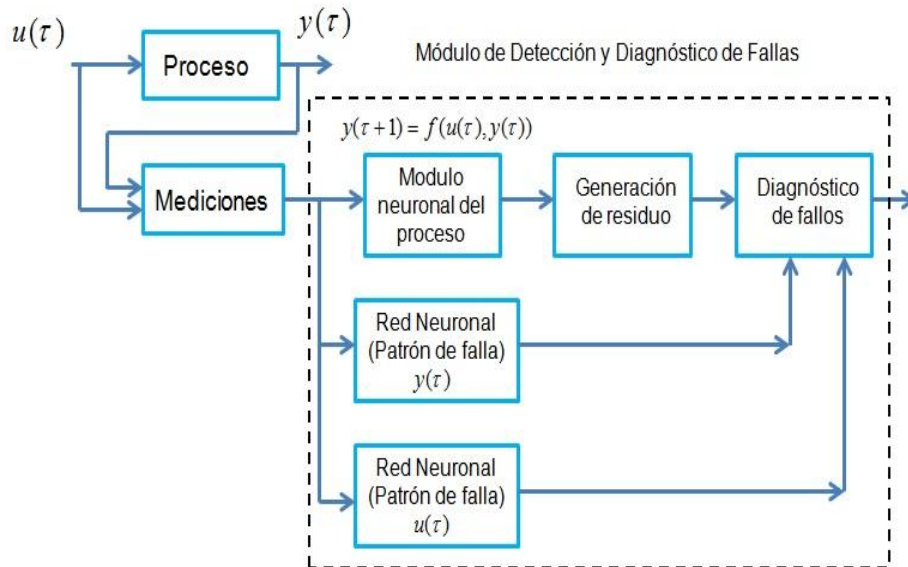 u(τ)
y(τ)
Proceso
Módulo de Detección y Diagnóstico de Fallas
y(τ+1) = f(u(τ), y(τ))
Mediciones
Modulo
neuronal del
proceso
Generación
de residuo
Diagnóstico
de fallos
Red Neuronal
(Patrón de falla)
y(τ)
Red Neuronal
(Patrón de falla)
u(τ)